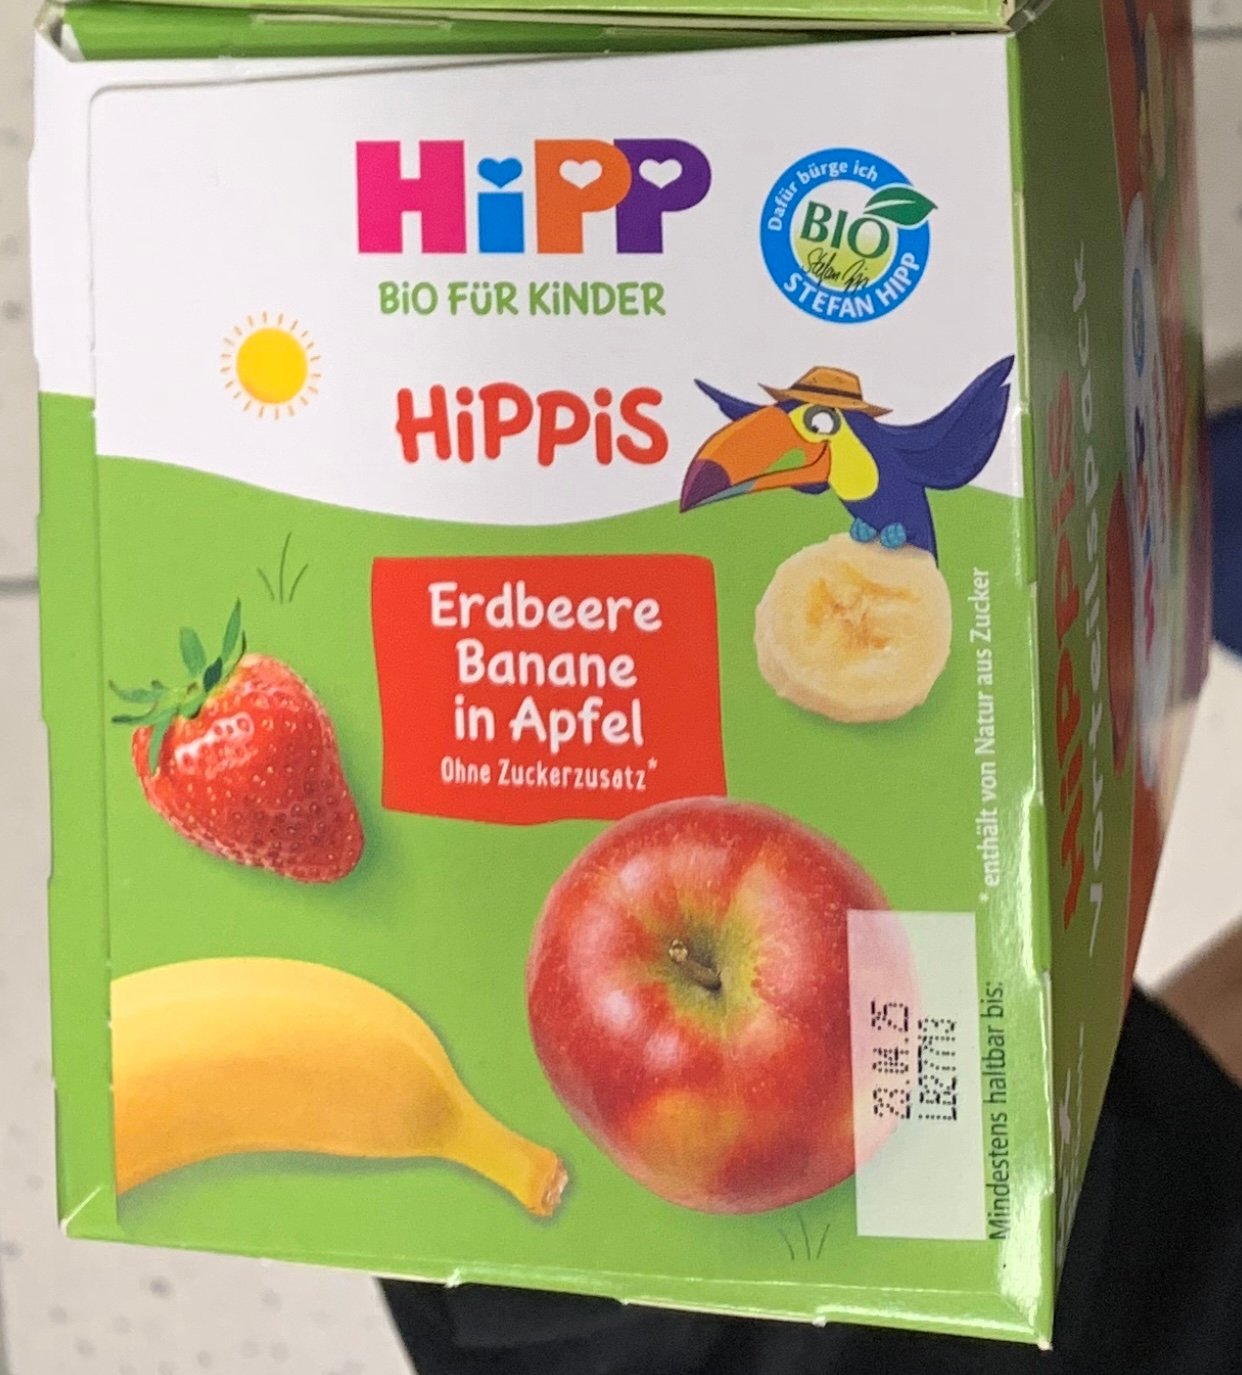 HiPP
BiO FÜR KiNDER
Dafür bürge ich
BIO
STEFAN HIPP
HiPPiS
Erdbeere
Banane
in Apfel
Ohne Zuckerzusatz*
*enthält von Natur aus Zucker
Mindestens haltbar bis:
23.04.25
HiPPiS
Vorteilspack